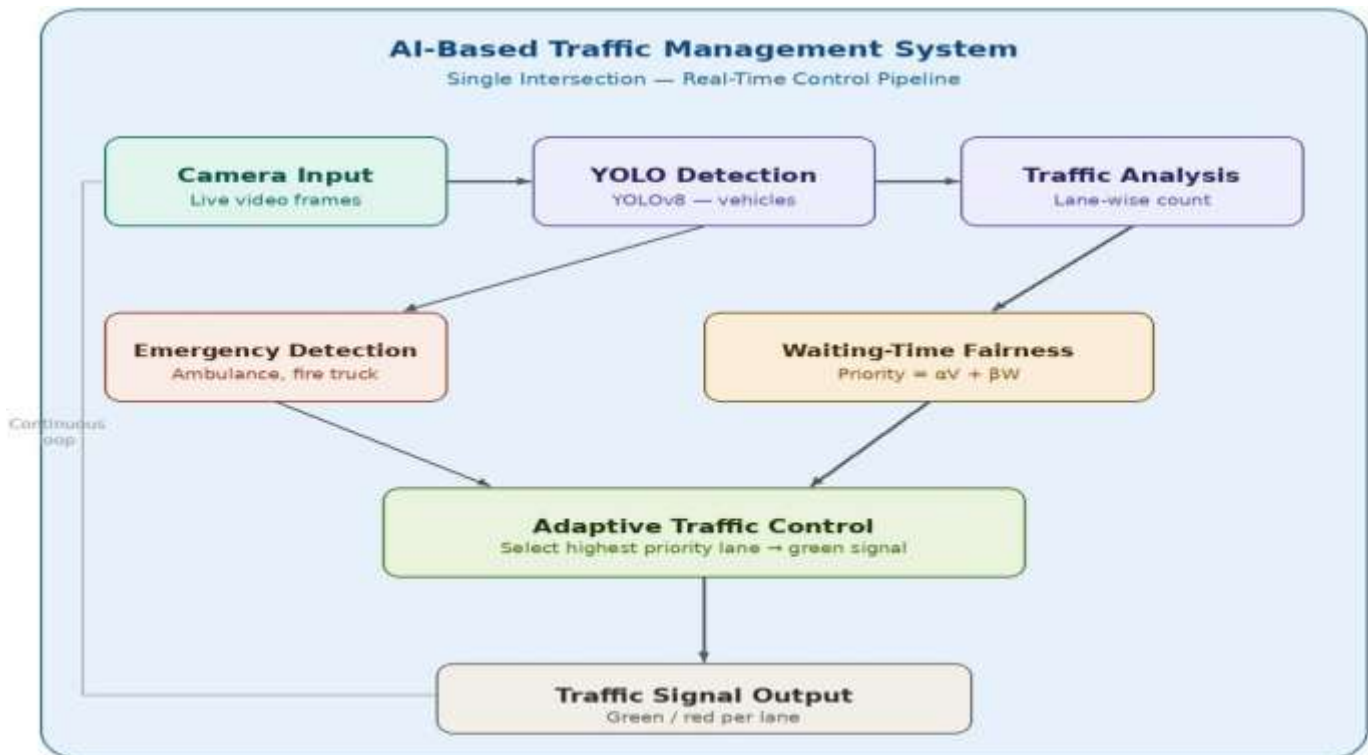 AI-Based Traffic Management System
Single Intersection — Real-Time Control Pipeline
Camera Input
Live video frames
YOLO Detection
YOLOv8 — vehicles
Traffic Analysis
Lane-wise count
Emergency Detection
Ambulance, fire truck
Waiting-Time Fairness
Priority = αV + βW
Continuous
loop
Adaptive Traffic Control
Select highest priority lane → green signal
Traffic Signal Output
Green / red per lane